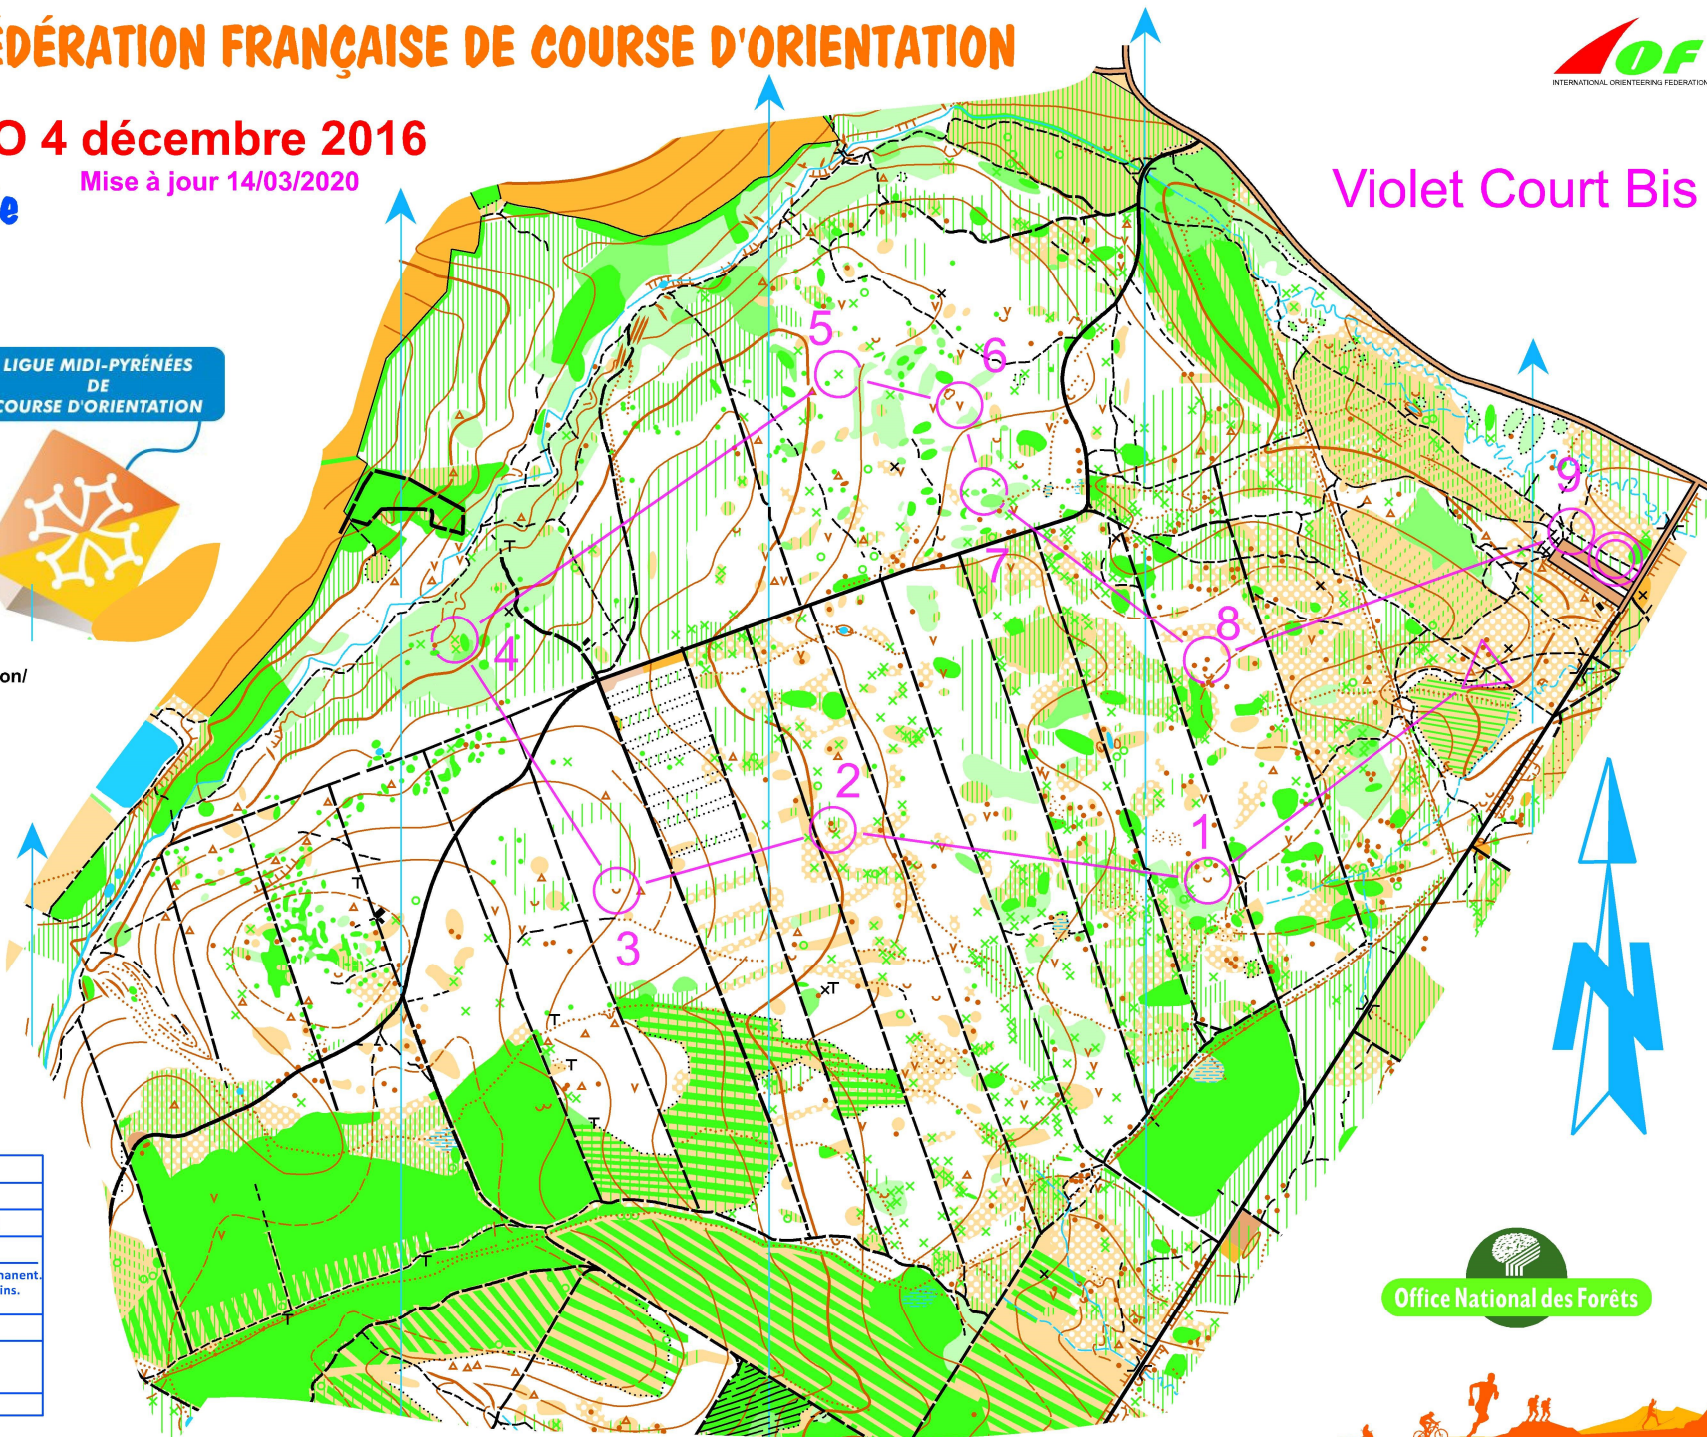 ÉDÉRATION FRANÇAISE DE COURSE D'ORIENTATION
O 4 décembre 2016
Mise à jour 14/03/2020
e
IOF
INTERNATIONAL ORIENTEERING FEDERATION
Violet Court Bis
LIGUE MIDI-PYRÉNÉES
DE
COURSE D'ORIENTATION
on/
5
6
9
7
8
4
2
1
3
N
manent.
ins.
Office National des Forêts